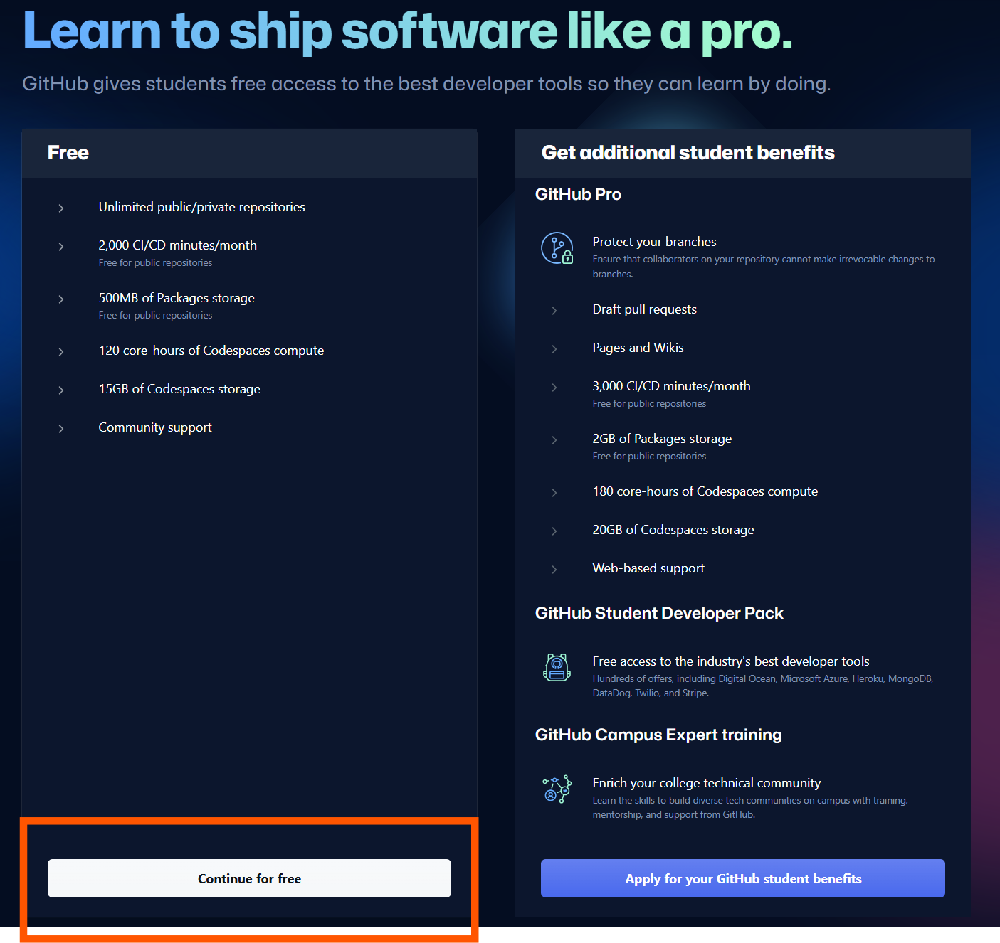 Learn to ship software like a pro.
GitHub gives students free access to the best developer tools so they can learn by doing.
Free
Unlimited public/private repositories
2,000 CI/CD minutes/month
Free for public repositories
500MB of Packages storage
Free for public repositories
120 core-hours of Codespaces compute
15GB of Codespaces storage
Community support
Continue for free
Get additional student benefits
GitHub Pro
Protect your branches
Ensure that collaborators on your repository cannot make irrevocable changes to
branches.
Draft pull requests
Pages and Wikis
3,000 CI/CD minutes/month
Free for public repositories
2GB of Packages storage
Free for public repositories
180 core-hours of Codespaces compute
20GB of Codespaces storage
Web-based support
GitHub Student Developer Pack
Free access to the industry's best developer tools
Hundreds of offers, including Digital Ocean, Microsoft Azure, Heroku, MongoDB,
DataDog, Twilio, and Stripe.
GitHub Campus Expert training
Enrich your college technical community
Learn the skills to build diverse tech communities on campus with training,
mentorship, and support from GitHub.
Apply for your GitHub student benefits